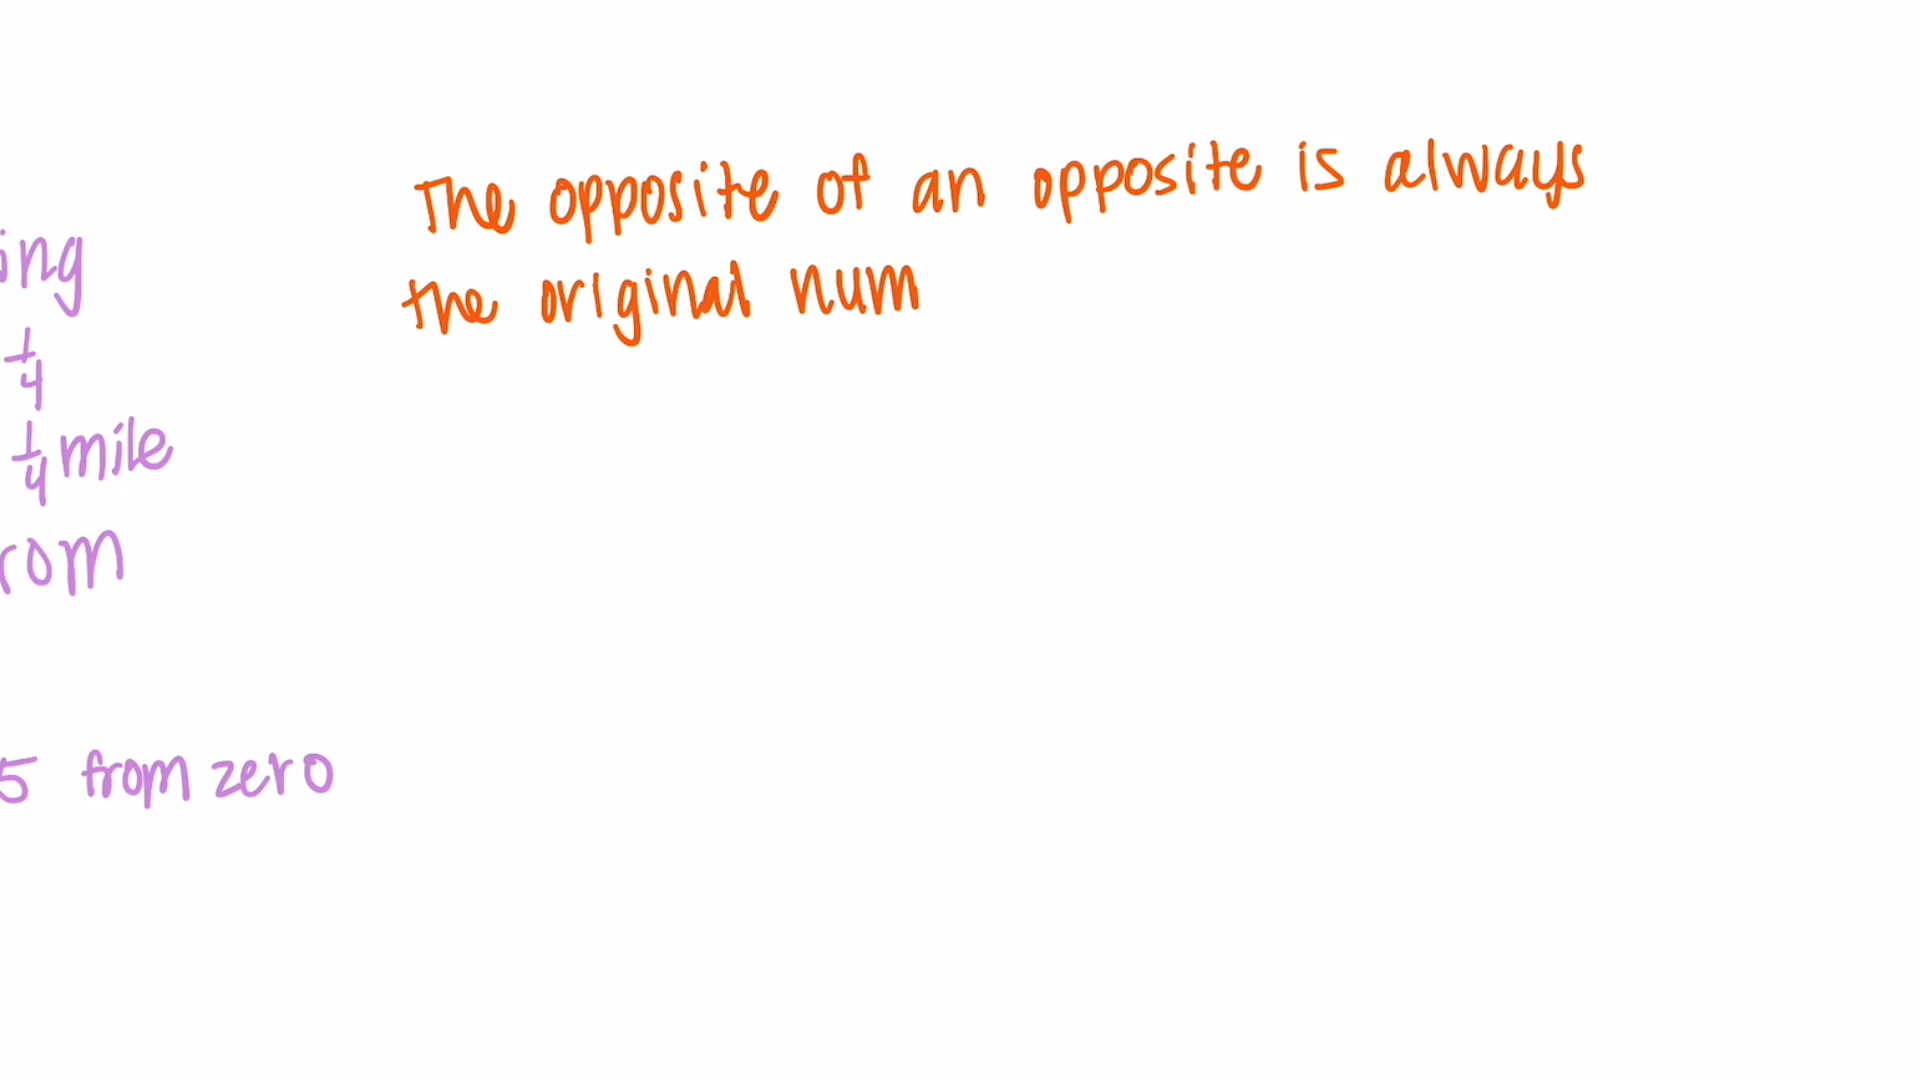 The opposite of an opposite is always
the original num
ing
1/4
1/4 mile
rom
5 from zero